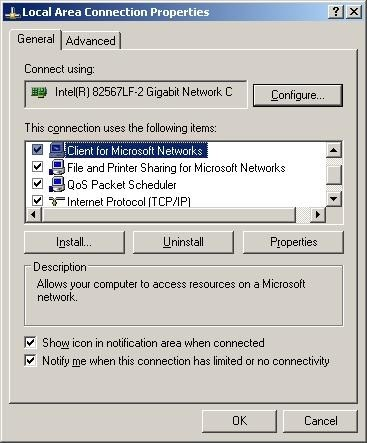 Local Area Connection Properties
General
Advanced
Connect using:
Intel(R) 82567LF-2 Gigabit Network C
Configure...
This connection uses the following items:
Client for Microsoft Networks
File and Printer Sharing for Microsoft Networks
QoS Packet Scheduler
Internet Protocol (TCP/IP)
Install...
Uninstall
Properties
Description
Allows your computer to access resources on a Microsoft
network.
Show icon in notification area when connected
Notify me when this connection has limited or no connectivity
OK
Cancel